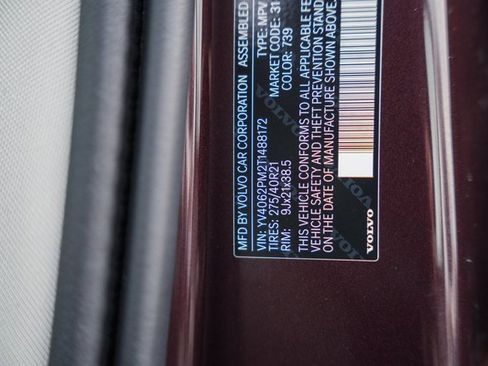 MFD BY VOLVO CAR CORPORATION ASSEMBLED
VIN: YV4062PM2T1488172 TYPE: MPV
TIRES: 275/40R21 MARKET CODE: 31
RIM: 9Jx21x38.5 COLOR: 739
THIS VEHICLE CONFORMS TO ALL APPLICABLE
VEHICLE SAFETY AND THEFT PREVENTION
ON THE DATE OF MANUFACTURE SHOWN ABOVE.
VOLVO